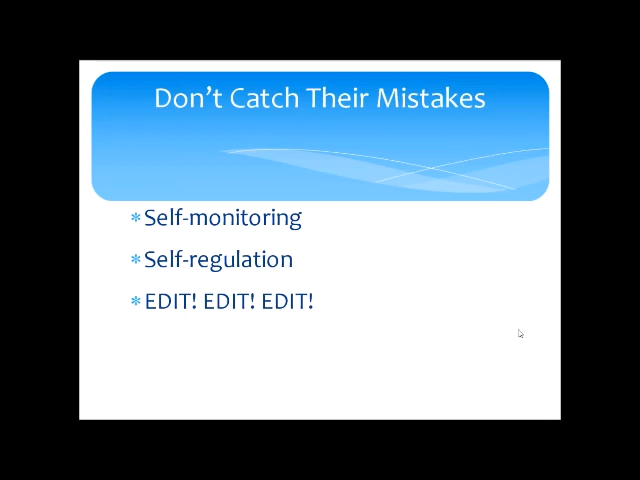 Don’t Catch Their Mistakes
* Self-monitoring
* Self-regulation
* EDIT! EDIT! EDIT!